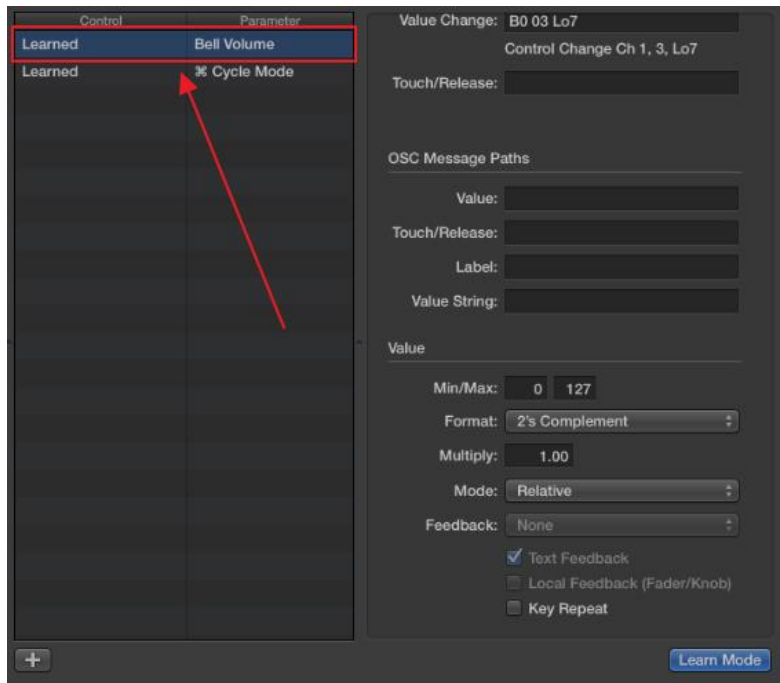 Control Parameter
Learned Bell Volume
Learned ⌘ Cycle Mode
Value Change: B0 03 Lo7
Control Change Ch 1, 3, Lo7
Touch/Release:
OSC Message Paths
Value:
Touch/Release:
Label:
Value String:
Value
Min/Max: 0 127
Format: 2's Complement
Multiply: 1.00
Mode: Relative
Feedback: None
Text Feedback
Local Feedback (Fader/Knob)
Key Repeat
+ Learn Mode